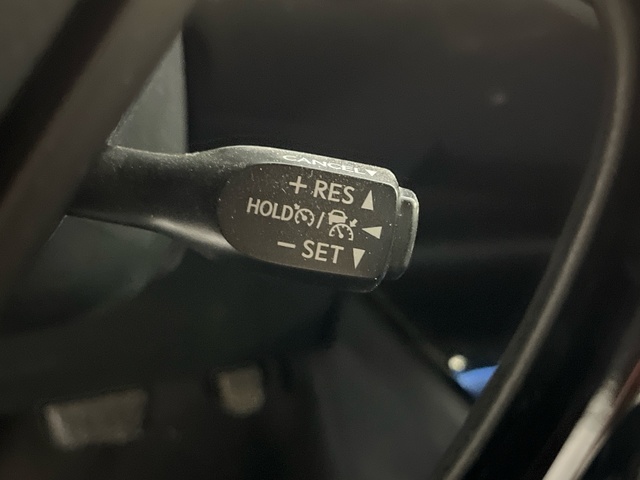 CANCEL▼
+ RES ▲
HOLD / ◀
− SET ▼